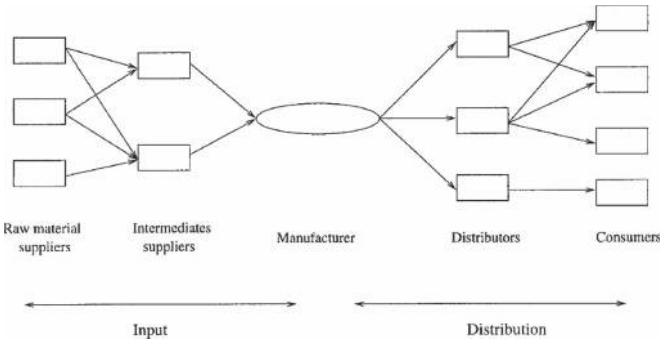 Raw material
suppliers
Intermediates
suppliers
Manufacturer
Distributors
Consumers
Input
Distribution